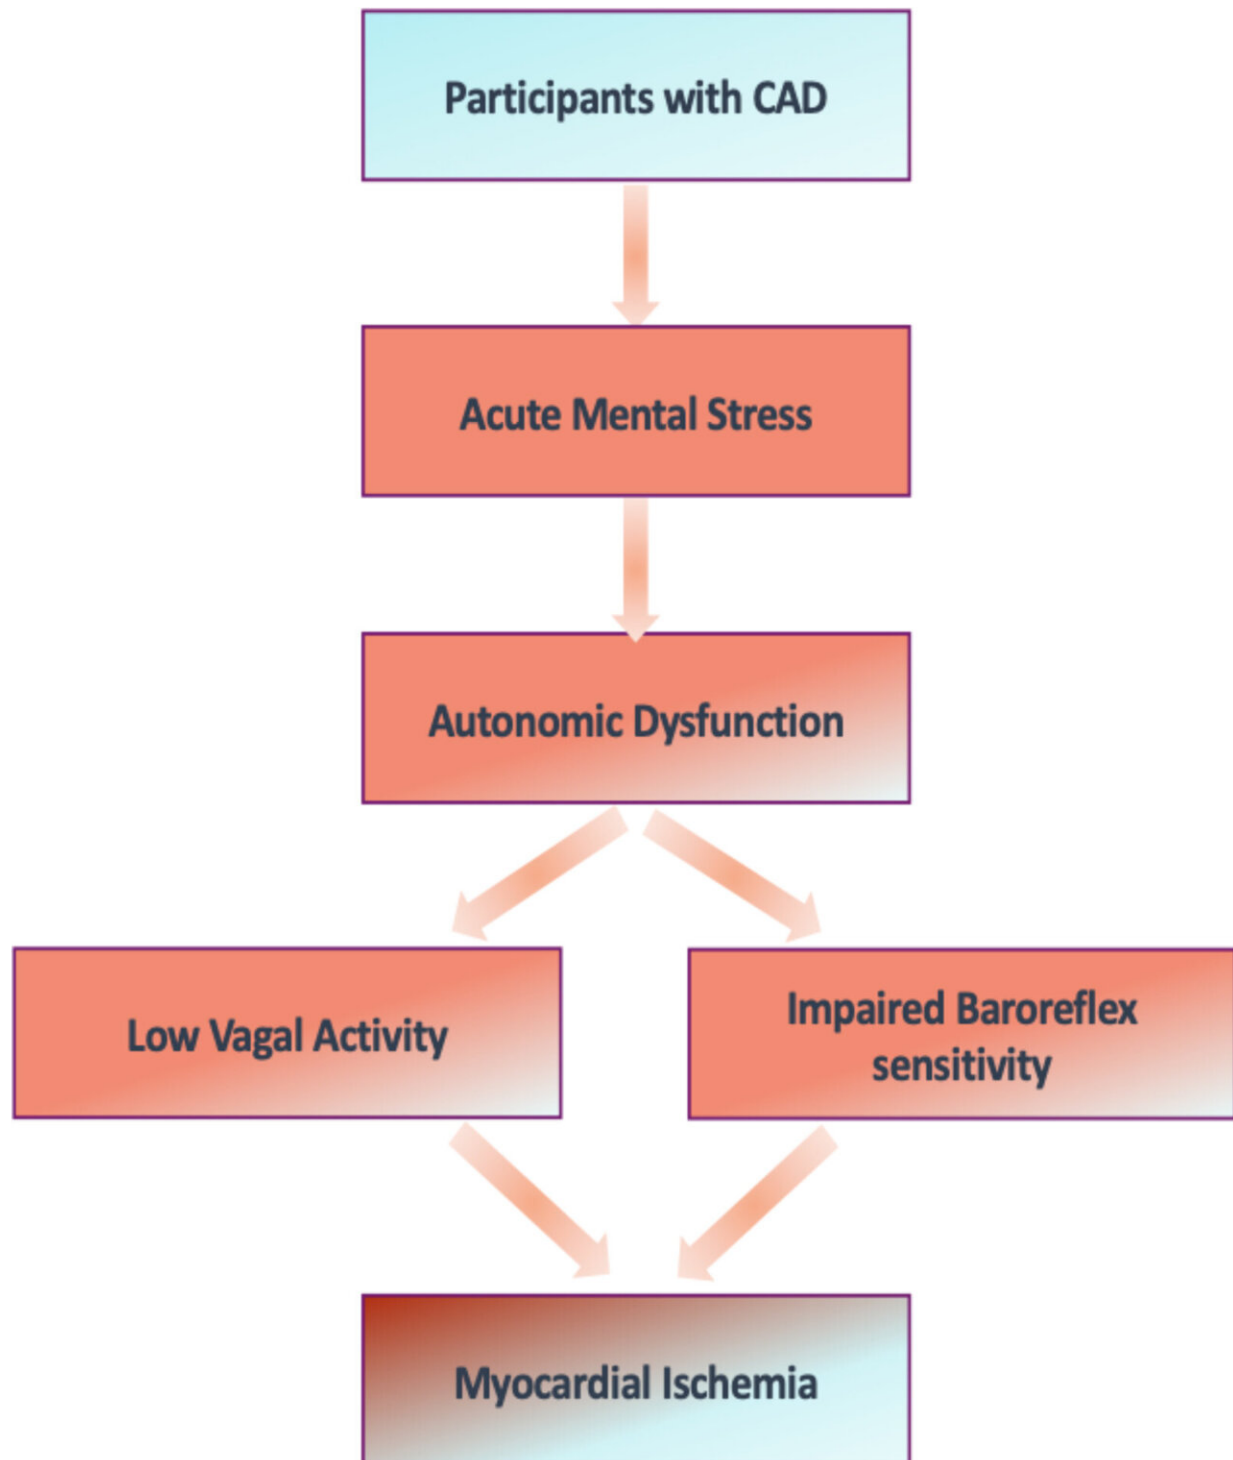 Participants with CAD
Acute Mental Stress
Autonomic Dysfunction
Low Vagal Activity
Impaired Baroreflex
sensitivity
Myocardial Ischemia